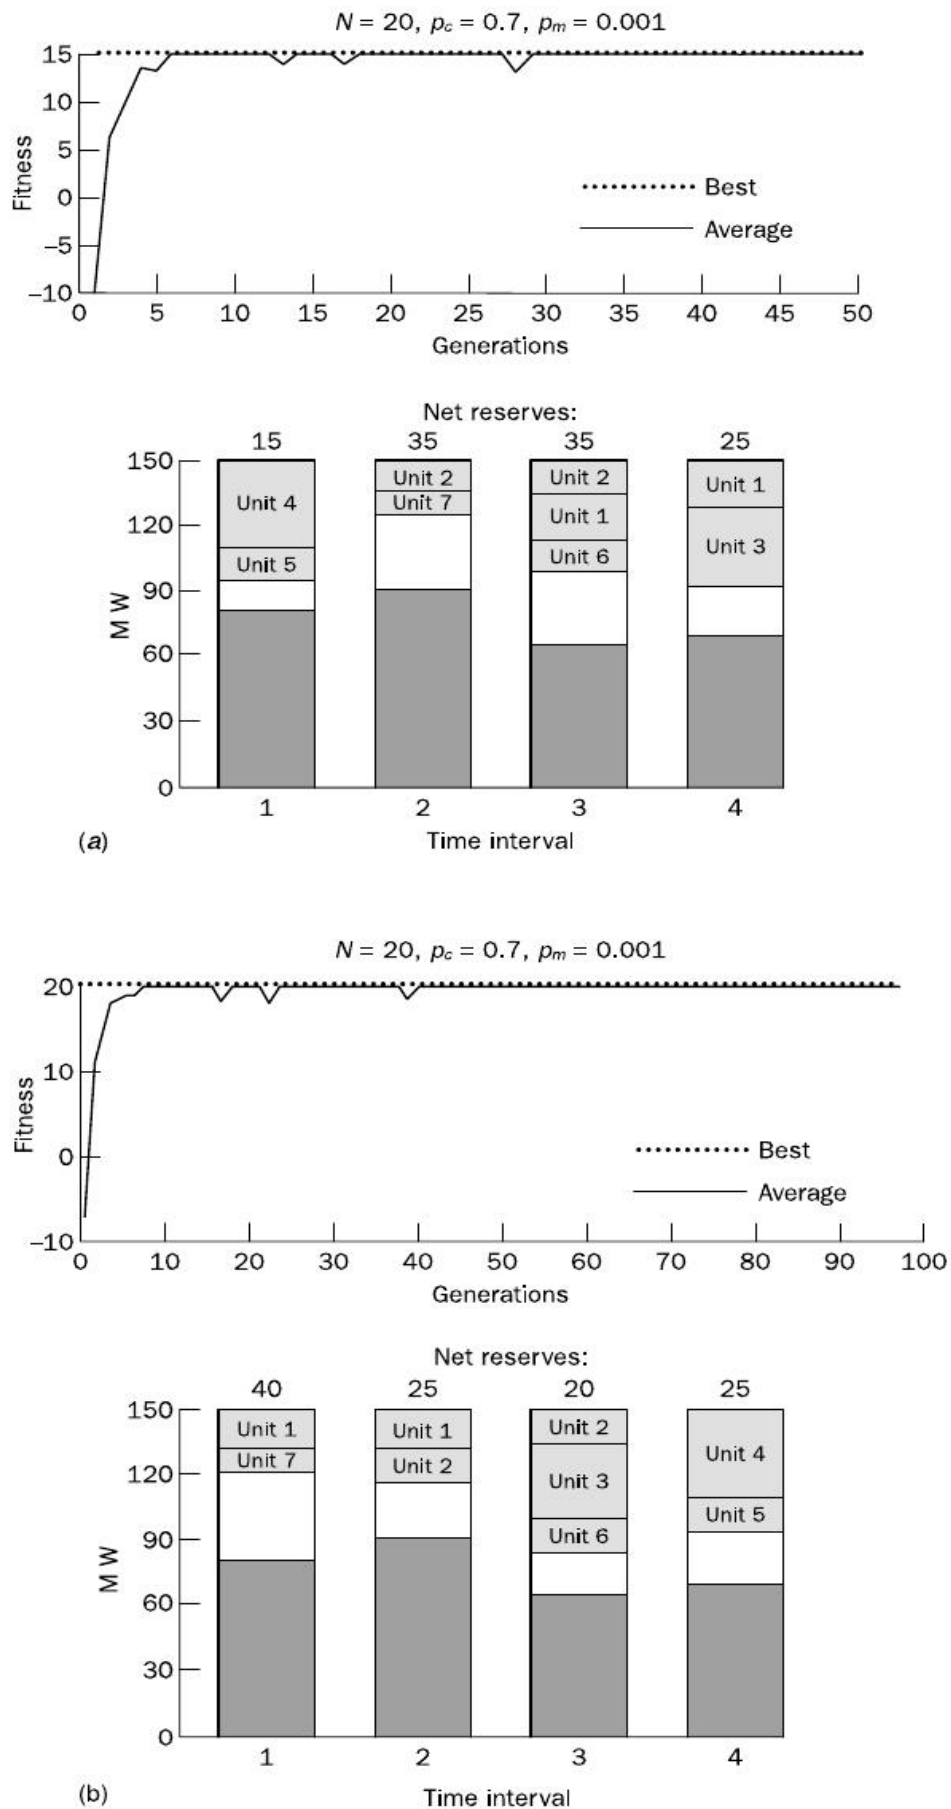 N = 20, p_c = 0.7, p_m = 0.001
15
10
5
0
−5
−10
Fitness
Best
Average
0 5 10 15 20 25 30 35 40 45 50
Generations
Net reserves:
15 35 35 25
150
120
90
60
30
0
M W
Unit 4
Unit 5
Unit 2
Unit 7
Unit 2
Unit 1
Unit 6
Unit 1
Unit 3
1 2 3 4
(a) Time interval
N = 20, p_c = 0.7, p_m = 0.001
20
10
0
−10
Fitness
Best
Average
0 10 20 30 40 50 60 70 80 90 100
Generations
Net reserves:
40 25 20 25
150
120
90
60
30
0
M W
Unit 1
Unit 7
Unit 1
Unit 2
Unit 2
Unit 3
Unit 6
Unit 4
Unit 5
1 2 3 4
(b) Time interval